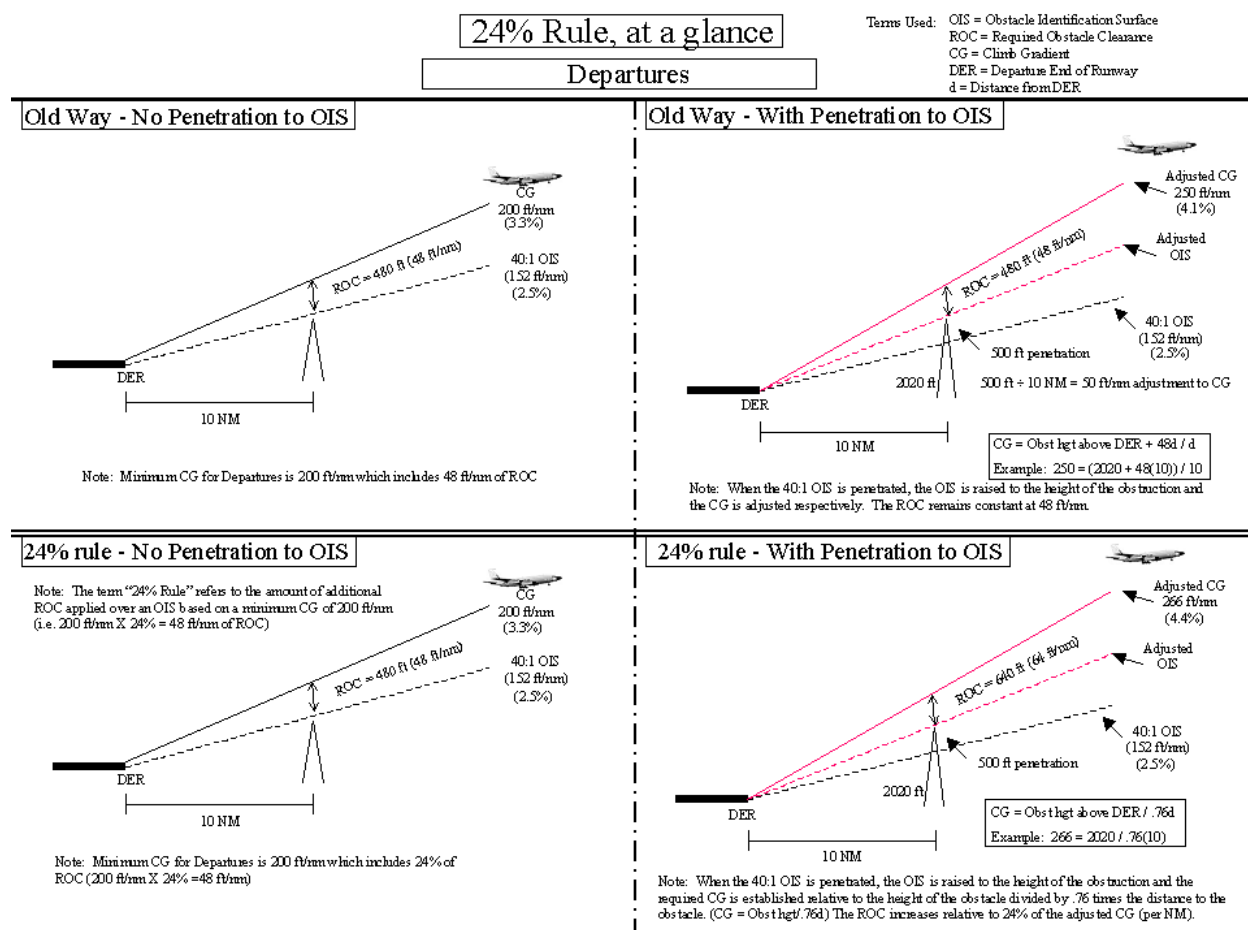 24% Rule, at a glance
Departures
Terms Used:
OIS = Obstacle Identification Surface
ROC = Required Obstacle Clearance
CG = Climb Gradient
DER = Departure End of Runway
d = Distance from DER
Old Way - No Penetration to OIS
CG
200 ft/nm
(3.3%)
ROC = 480 ft (48 ft/nm)
40:1 OIS
(152 ft/nm)
(2.5%)
DER
10 NM
Note: Minimum CG for Departures is 200 ft/nm which includes 48 ft/nm of ROC
Old Way - With Penetration to OIS
Adjusted CG
250 ft/nm
(4.1%)
Adjusted
OIS
ROC = 480 ft (48 ft/nm)
40:1 OIS
(152 ft/nm)
(2.5%)
500 ft penetration
2020 ft
500 ft ÷ 10 NM = 50 ft/nm adjustment to CG
DER
10 NM
CG = Obst hgt above DER + 48d / d
Example: 250 = (2020 + 48(10)) / 10
Note: When the 40:1 OIS is penetrated, the OIS is raised to the height of the obstruction and
the CG is adjusted respectively. The ROC remains constant at 48 ft/nm.
24% rule - No Penetration to OIS
Note: The term “24% Rule” refers to the amount of additional
ROC applied over an OIS based on a minimum CG of 200 ft/nm
(i.e. 200 ft/nm X 24% = 48 ft/nm of ROC)
CG
200 ft/nm
(3.3%)
ROC = 480 ft (48 ft/nm)
40:1 OIS
(152 ft/nm)
(2.5%)
DER
10 NM
Note: Minimum CG for Departures is 200 ft/nm which includes 24% of
ROC (200 ft/nm X 24% =48 ft/nm)
24% rule - With Penetration to OIS
Adjusted CG
266 ft/nm
(4.4%)
Adjusted
OIS
ROC = 640 ft (64 ft/nm)
40:1 OIS
(152 ft/nm)
(2.5%)
500 ft penetration
2020 ft
DER
10 NM
CG = Obst hgt above DER / .76d
Example: 266 = 2020 / .76(10)
Note: When the 40:1 OIS is penetrated, the OIS is raised to the height of the obstruction and the
required CG is established relative to the height of the obstacle divided by .76 times the distance to the
obstacle. (CG = Obst hgt/.76d) The ROC increases relative to 24% of the adjusted CG (per NM).